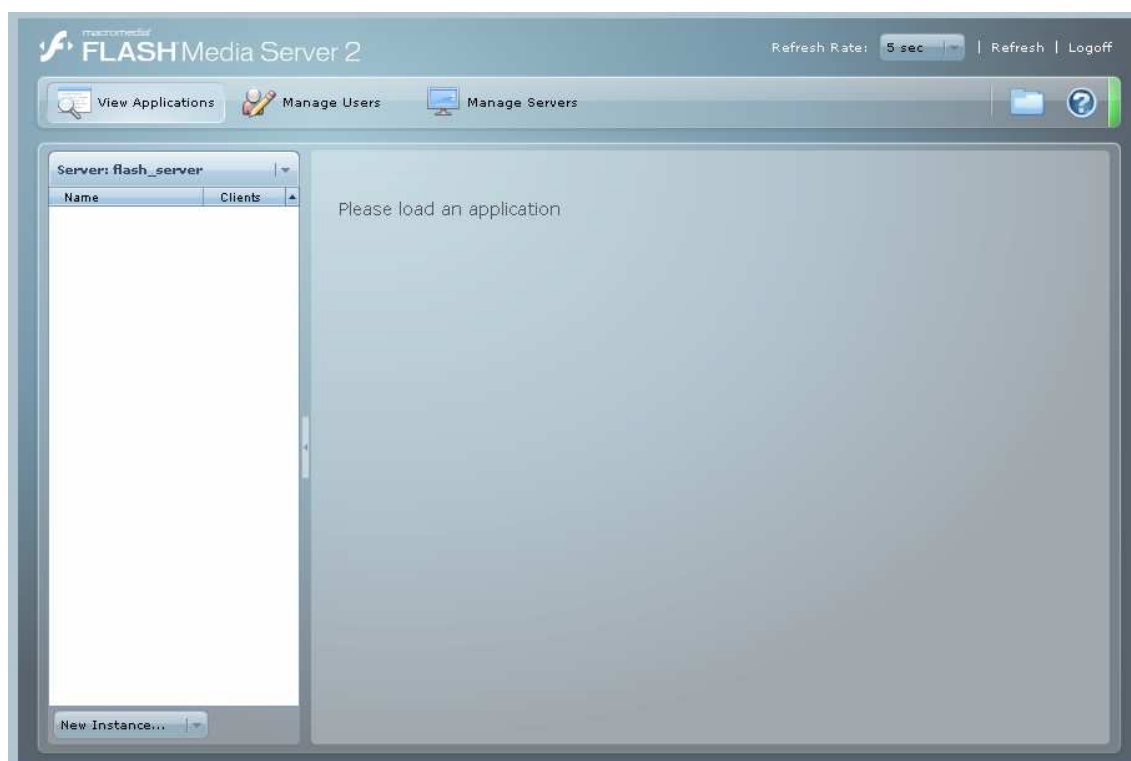 macromedia
FLASH Media Server 2
Refresh Rate: 5 sec | Refresh | Logoff
View Applications Manage Users Manage Servers
Server: flash_server
Name Clients
Please load an application
New Instance...